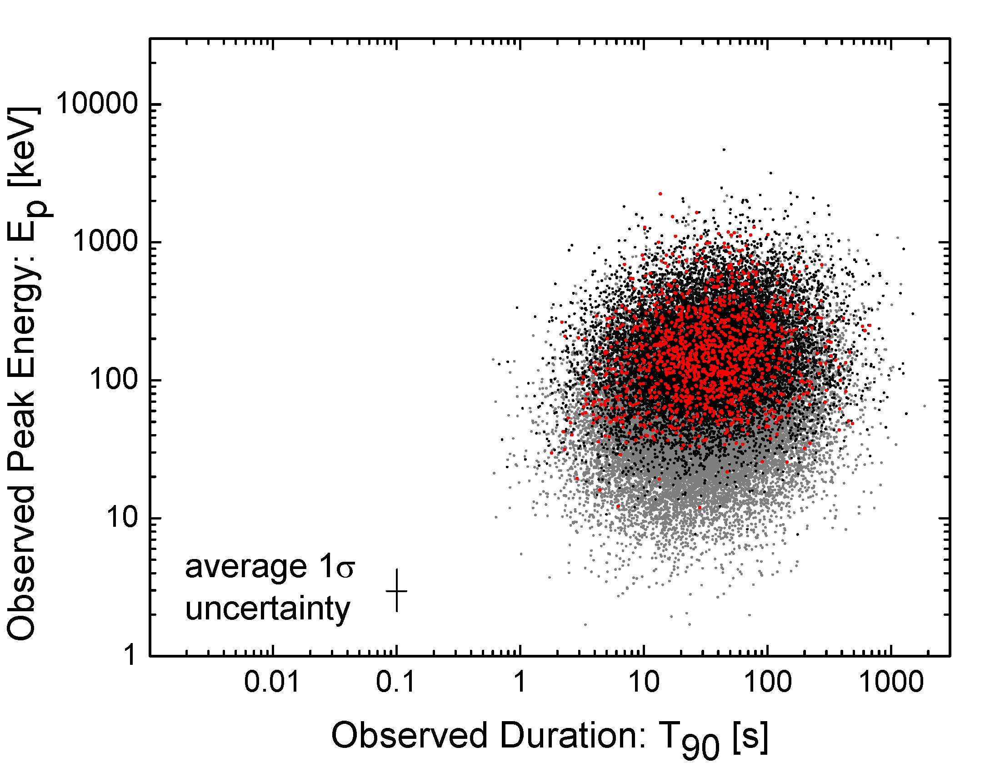 Observed Peak Energy: Ep [keV]
10000
1000
100
10
1
average 1σ
uncertainty
0.01 0.1 1 10 100 1000
Observed Duration: T90 [s]